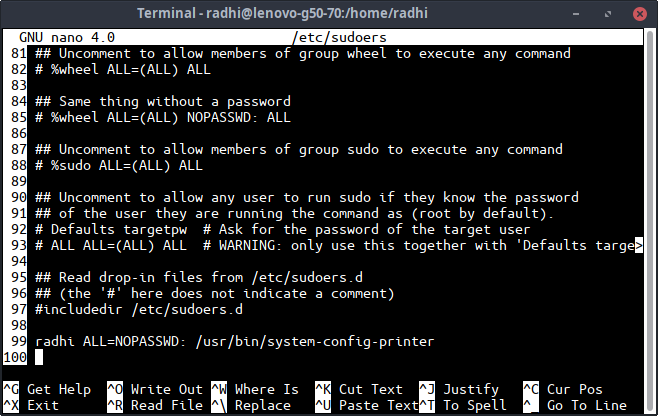 Terminal - radhi@lenovo-g50-70:/home/radhi
GNU nano 4.0 /etc/sudoers
81 ## Uncomment to allow members of group wheel to execute any command
82 # %wheel ALL=(ALL) ALL
83
84 ## Same thing without a password
85 # %wheel ALL=(ALL) NOPASSWD: ALL
86
87 ## Uncomment to allow members of group sudo to execute any command
88 # %sudo ALL=(ALL) ALL
89
90 ## Uncomment to allow any user to run sudo if they know the password
91 ## of the user they are running the command as (root by default).
92 # Defaults targetpw  # Ask for the password of the target user
93 # ALL ALL=(ALL) ALL  # WARNING: only use this together with 'Defaults targe>
94
95 ## Read drop-in files from /etc/sudoers.d
96 ## (the '#' here does not indicate a comment)
97 #includedir /etc/sudoers.d
98
99 radhi ALL=NOPASSWD: /usr/bin/system-config-printer
100
^G Get Help ^O Write Out ^W Where Is ^K Cut Text ^J Justify ^C Cur Pos
^X Exit ^R Read File ^\ Replace ^U Paste Text ^T To Spell ^_ Go To Line